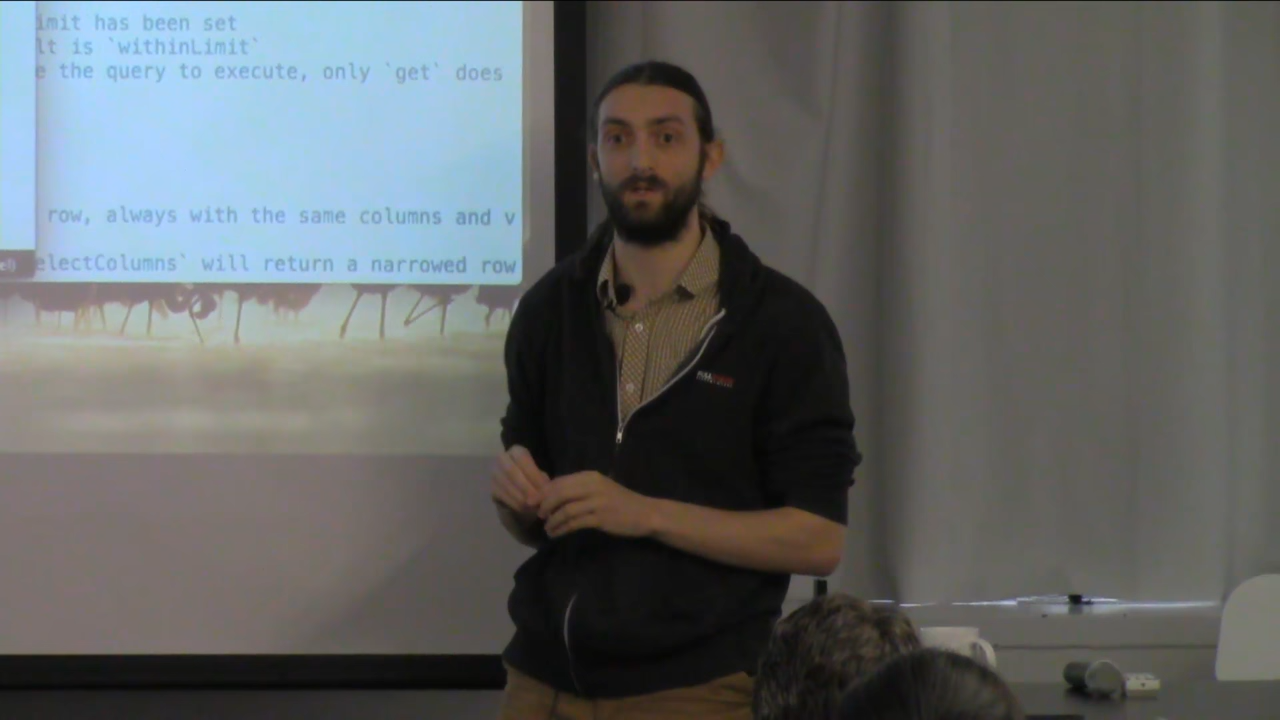 imit has been set
lt is `withinLimit`
e the query to execute, only `get` does
row, always with the same columns and v
el)
electColumns` will return a narrowed row